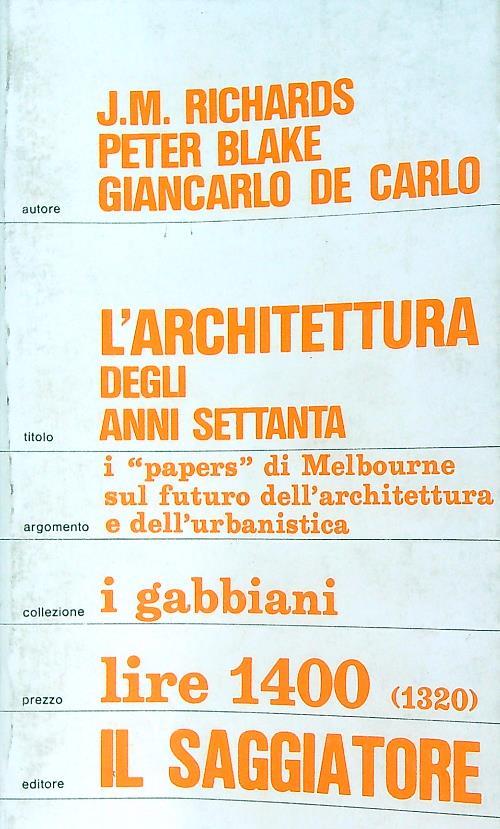 J.M. RICHARDS
PETER BLAKE
autore GIANCARLO DE CARLO
L'ARCHITETTURA
DEGLI
titolo ANNI SETTANTA
i "papers" di Melbourne
sul futuro dell'architettura
argomento e dell'urbanistica
collezione i gabbiani
prezzo lire 1400 (1320)
editore IL SAGGIATORE